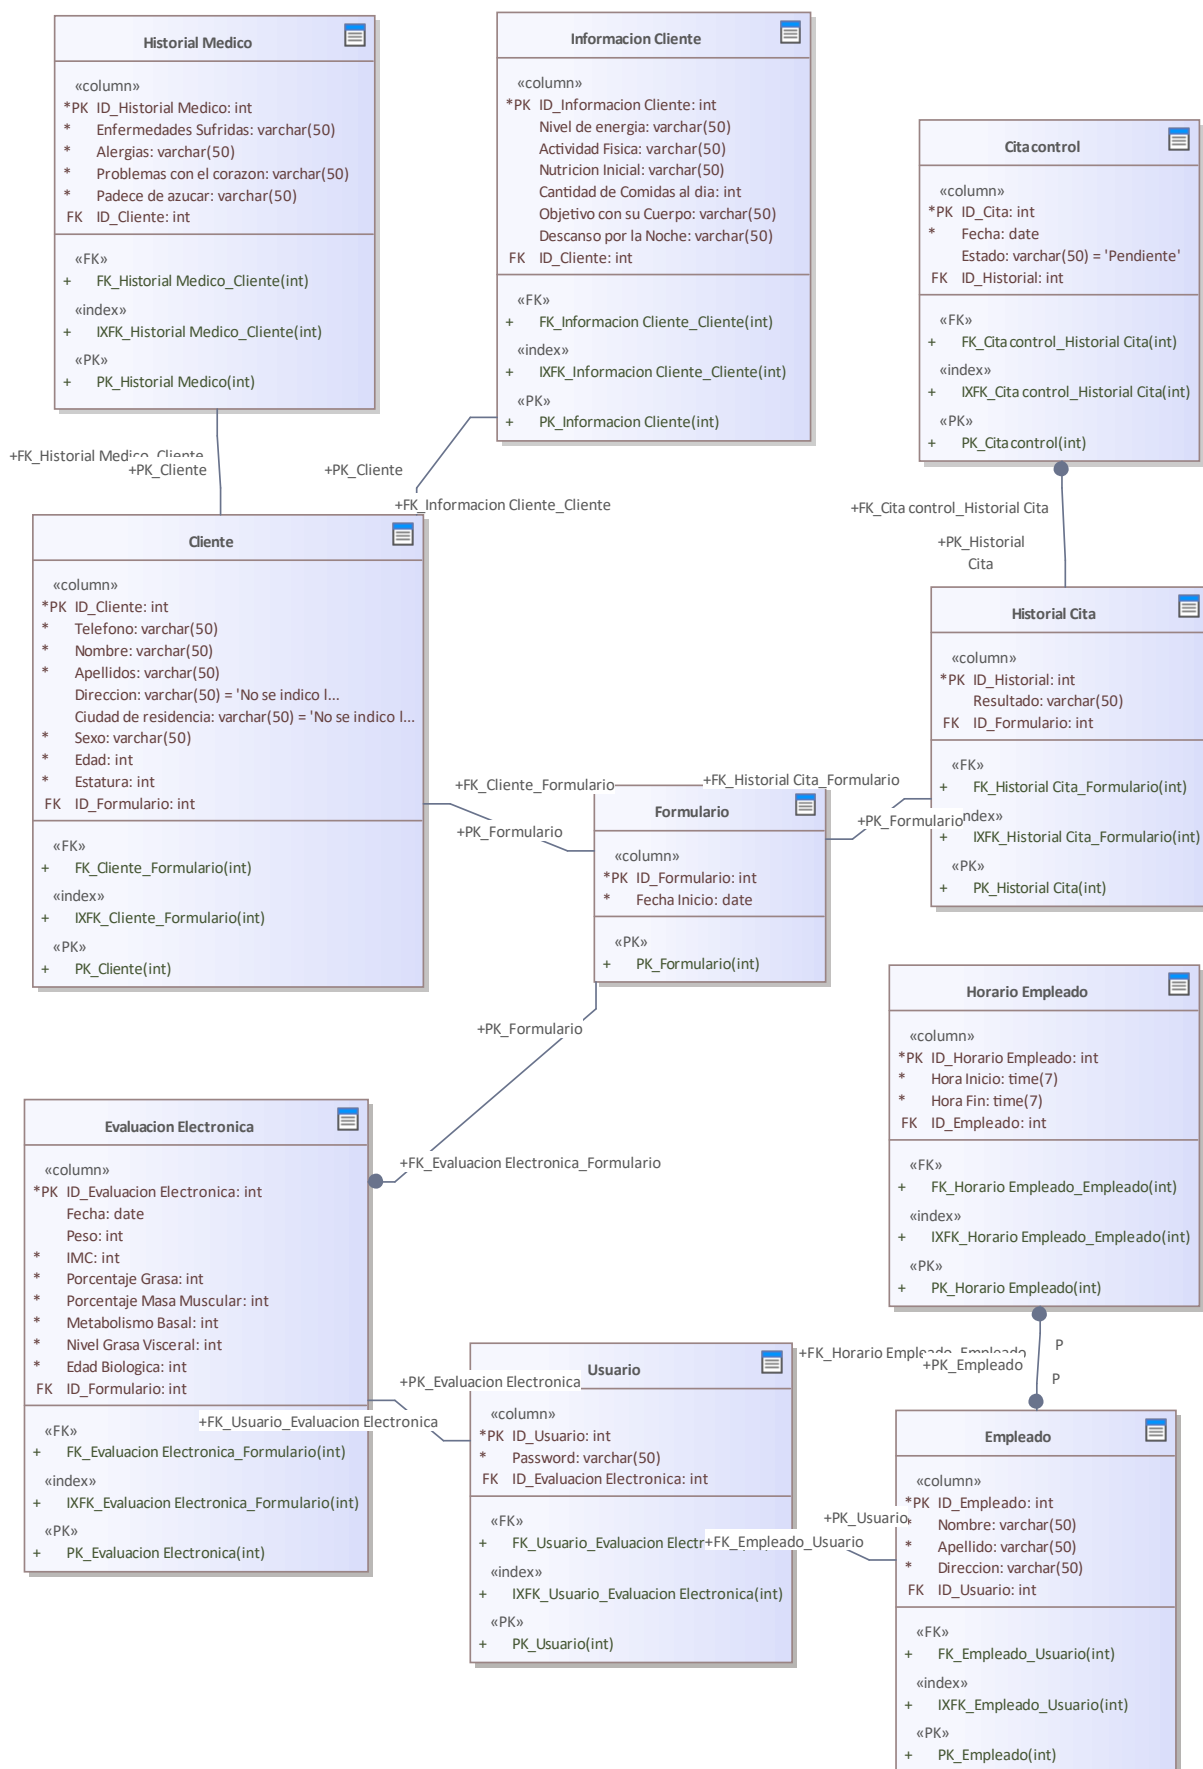 Historial Medico
«column»
*PK ID_Historial Medico: int
* Enfermedades Sufridas: varchar(50)
* Alergias: varchar(50)
* Problemas con el corazon: varchar(50)
* Padece de azucar: varchar(50)
FK ID_Cliente: int
«FK»
+ FK_Historial Medico_Cliente(int)
«index»
+ IXFK_Historial Medico_Cliente(int)
«PK»
+ PK_Historial Medico(int)
Informacion Cliente
«column»
*PK ID_Informacion Cliente: int
Nivel de energia: varchar(50)
Actividad Fisica: varchar(50)
Nutricion Inicial: varchar(50)
Cantidad de Comidas al dia: int
Objetivo con su Cuerpo: varchar(50)
Descanso por la Noche: varchar(50)
FK ID_Cliente: int
«FK»
+ FK_Informacion Cliente_Cliente(int)
«index»
+ IXFK_Informacion Cliente_Cliente(int)
«PK»
+ PK_Informacion Cliente(int)
Cita control
«column»
*PK ID_Cita: int
* Fecha: date
Estado: varchar(50) = 'Pendiente'
FK ID_Historial: int
«FK»
+ FK_Cita control_Historial Cita(int)
«index»
+ IXFK_Cita control_Historial Cita(int)
«PK»
+ PK_Cita control(int)
+FK_Historial Medico_Cliente
+PK_Cliente
+PK_Cliente
+FK_Informacion Cliente_Cliente
+FK_Cita control_Historial Cita
+PK_Historial
Cita
Cliente
«column»
*PK ID_Cliente: int
* Telefono: varchar(50)
* Nombre: varchar(50)
* Apellidos: varchar(50)
Direccion: varchar(50) = 'No se indico l...
Ciudad de residencia: varchar(50) = 'No se indico l...
* Sexo: varchar(50)
* Edad: int
* Estatura: int
FK ID_Formulario: int
«FK»
+ FK_Cliente_Formulario(int)
«index»
+ IXFK_Cliente_Formulario(int)
«PK»
+ PK_Cliente(int)
Historial Cita
«column»
*PK ID_Historial: int
Resultado: varchar(50)
FK ID_Formulario: int
«FK»
+ FK_Historial Cita_Formulario(int)
ndex»
+ IXFK_Historial Cita_Formulario(int)
«PK»
+ PK_Historial Cita(int)
+FK_Cliente_Formulario
+PK_Formulario
+FK_Historial Cita_Formulario
+PK_Formulario
Formulario
«column»
*PK ID_Formulario: int
* Fecha Inicio: date
«PK»
+ PK_Formulario(int)
+PK_Formulario
+FK_Evaluacion Electronica_Formulario
Horario Empleado
«column»
*PK ID_Horario Empleado: int
* Hora Inicio: time(7)
* Hora Fin: time(7)
FK ID_Empleado: int
«FK»
+ FK_Horario Empleado_Empleado(int)
«index»
+ IXFK_Horario Empleado_Empleado(int)
«PK»
+ PK_Horario Empleado(int)
Evaluacion Electronica
«column»
*PK ID_Evaluacion Electronica: int
Fecha: date
Peso: int
* IMC: int
* Porcentaje Grasa: int
* Porcentaje Masa Muscular: int
* Metabolismo Basal: int
* Nivel Grasa Visceral: int
* Edad Biologica: int
FK ID_Formulario: int
«FK»
+ FK_Evaluacion Electronica_Formulario(int)
«index»
+ IXFK_Evaluacion Electronica_Formulario(int)
«PK»
+ PK_Evaluacion Electronica(int)
+PK_Evaluacion Electronica
+FK_Usuario_Evaluacion Electronica
Usuario
«column»
*PK ID_Usuario: int
* Password: varchar(50)
FK ID_Evaluacion Electronica: int
«FK»
+ FK_Usuario_Evaluacion Electr
«index»
+ IXFK_Usuario_Evaluacion Electronica(int)
«PK»
+ PK_Usuario(int)
+FK_Horario Empleado_Empleado
+PK_Empleado
P
P
+PK_Usuario
+FK_Empleado_Usuario
Empleado
«column»
*PK ID_Empleado: int
* Nombre: varchar(50)
* Apellido: varchar(50)
* Direccion: varchar(50)
FK ID_Usuario: int
«FK»
+ FK_Empleado_Usuario(int)
«index»
+ IXFK_Empleado_Usuario(int)
«PK»
+ PK_Empleado(int)